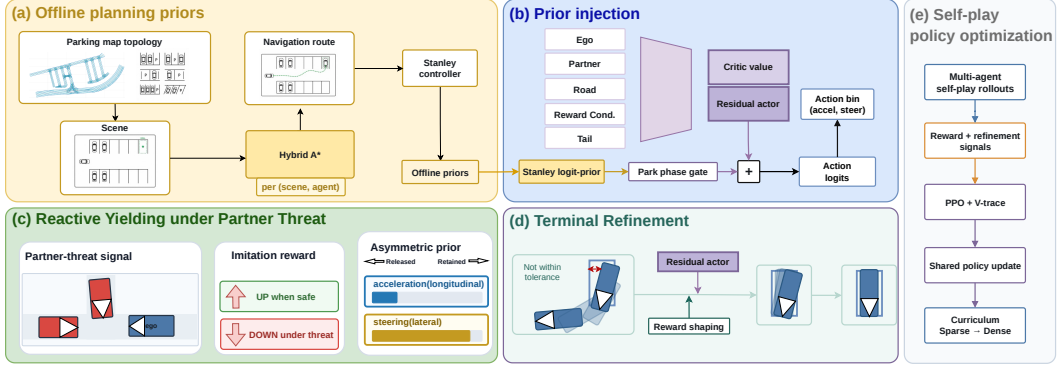 (a) Offline planning priors
Parking map topology
Scene
Navigation route
Hybrid A*
per (scene, agent)
Stanley
controller
Offline priors
(b) Prior injection
Ego
Partner
Road
Reward Cond.
Tail
Critic value
Residual actor
Action bin
(accel, steer)
Stanley logit-prior
Park phase gate
+
Action
logits
(c) Reactive Yielding under Partner Threat
Partner-threat signal
ego
Imitation reward
UP when safe
DOWN under threat
Asymmetric prior
Released
Retained
acceleration(longitudinal)
steering(lateral)
(d) Terminal Refinement
Not within
tolerance
Residual actor
Reward shaping
(e) Self-play
policy optimization
Multi-agent
self-play rollouts
Reward + refinement
signals
PPO + V-trace
Shared policy update
Curriculum
Sparse → Dense